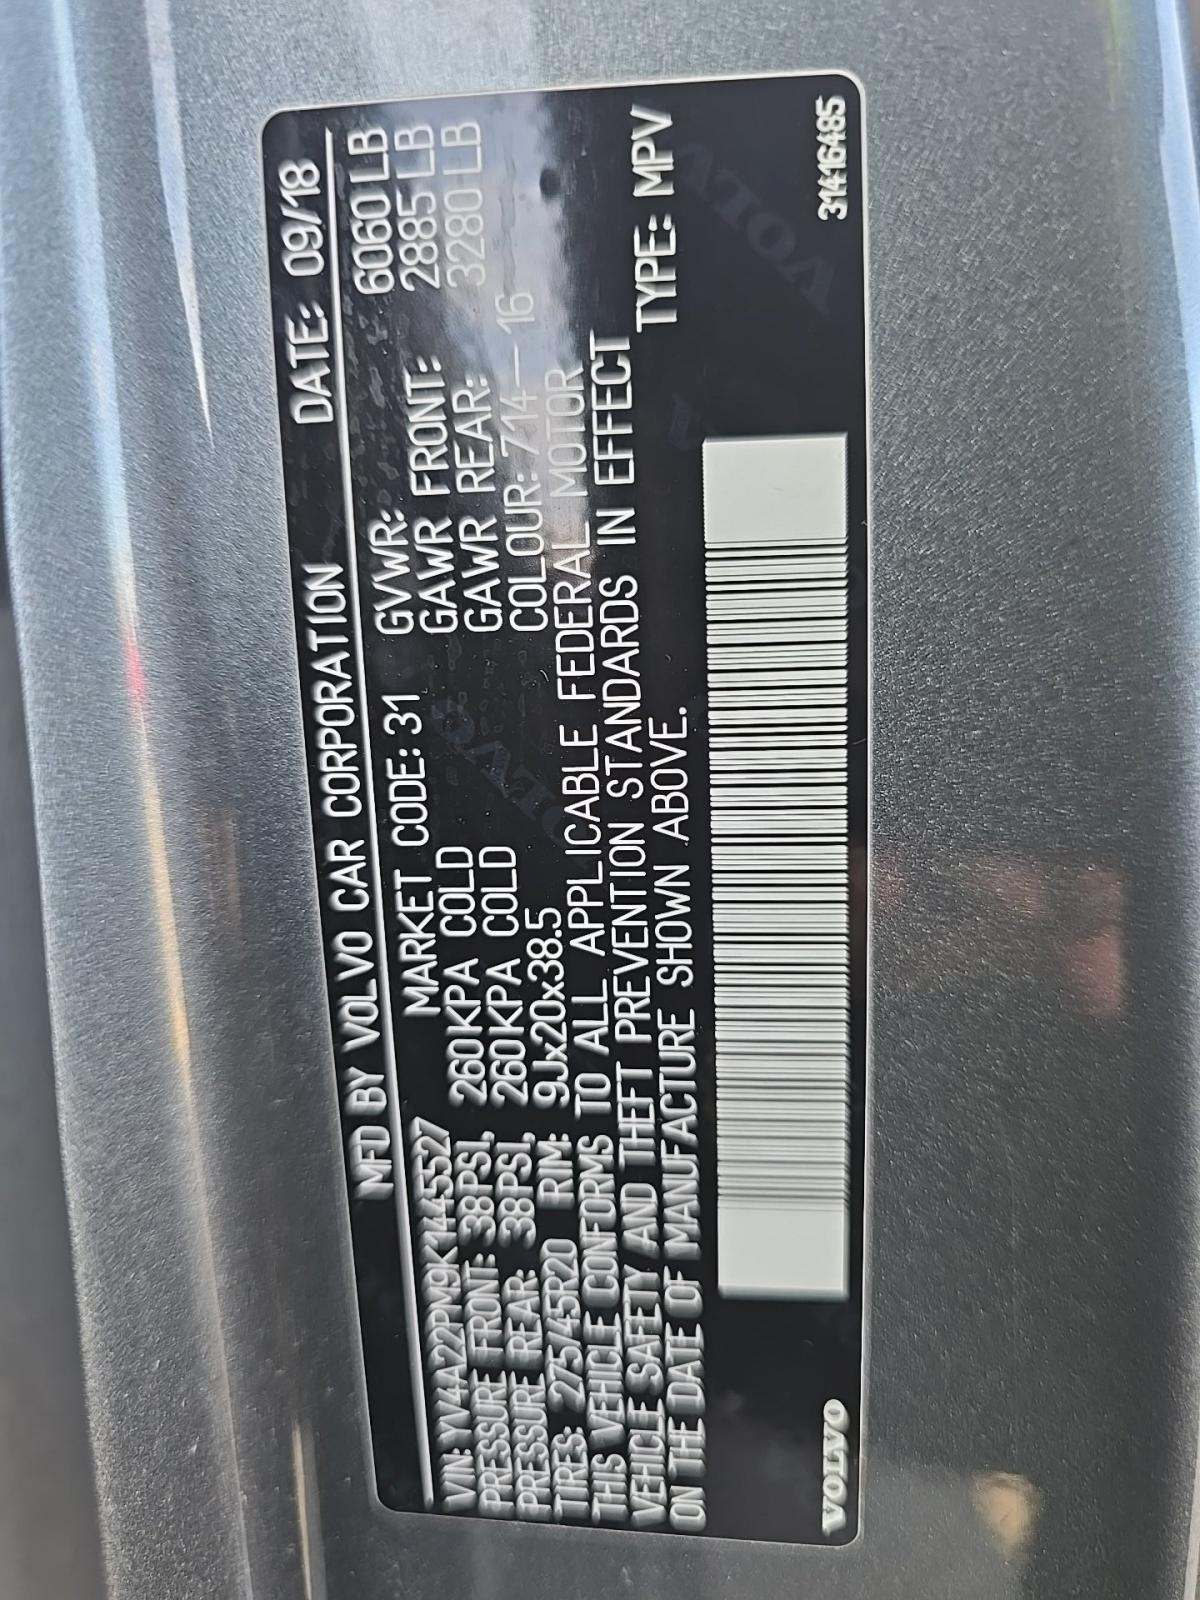 MFD BY VOLVO CAR CORPORATION DATE: 09/18
VIN: YV4A22PM9K1445527 MARKET CODE: 31 GVWR: 6060 LB
PRESSURE FRONT: 38PSI, 260KPA COLD GAWR FRONT: 2885 LB
PRESSURE REAR: 38PSI, 260KPA COLD GAWR REAR: 3280 LB
TIRES: 275/45R20 RIM: 9Jx20x38.5 COLOUR: 714—16
THIS VEHICLE CONFORMS TO ALL APPLICABLE FEDERAL MOTOR
VEHICLE SAFETY AND THEFT PREVENTION STANDARDS IN EFFECT
ON THE DATE OF MANUFACTURE SHOWN ABOVE. TYPE: MPV
VOLVO 31416485